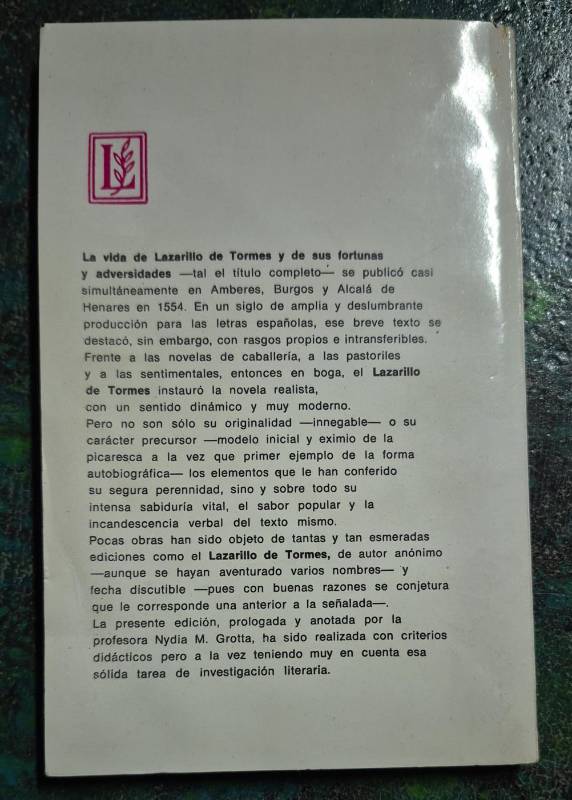 L
La vida de Lazarillo de Tormes y de sus fortunas
y adversidades —tal el título completo— se publicó casi
simultáneamente en Amberes, Burgos y Alcalá de
Henares en 1554. En un siglo de amplia y deslumbrante
producción para las letras españolas, ese breve texto se
destacó, sin embargo, con rasgos propios e intransferibles.
Frente a las novelas de caballería, a las pastoriles
y a las sentimentales, entonces en boga, el Lazarillo
de Tormes instauró la novela realista,
con un sentido dinámico y muy moderno.
Pero no son sólo su originalidad —innegable— o su
carácter precursor —modelo inicial y eximio de la
picaresca a la vez que primer ejemplo de la forma
autobiográfica— los elementos que le han conferido
su segura perennidad, sino y sobre todo su
intensa sabiduría vital, el sabor popular y la
incandescencia verbal del texto mismo.
Pocas obras han sido objeto de tantas y tan esmeradas
ediciones como el Lazarillo de Tormes, de autor anónimo
—aunque se hayan aventurado varios nombres— y
fecha discutible —pues con buenas razones se conjetura
que le corresponde una anterior a la señalada—.
La presente edición, prologada y anotada por la
profesora Nydia M. Grotta, ha sido realizada con criterios
didácticos pero a la vez teniendo muy en cuenta esa
sólida tarea de investigación literaria.